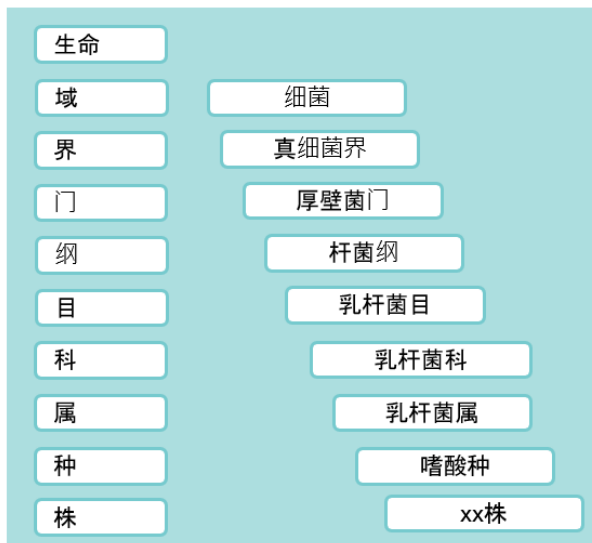 生命
域 细菌
界 真细菌界
门 厚壁菌门
纲 杆菌纲
目 乳杆菌目
科 乳杆菌科
属 乳杆菌属
种 嗜酸种
株 xx株